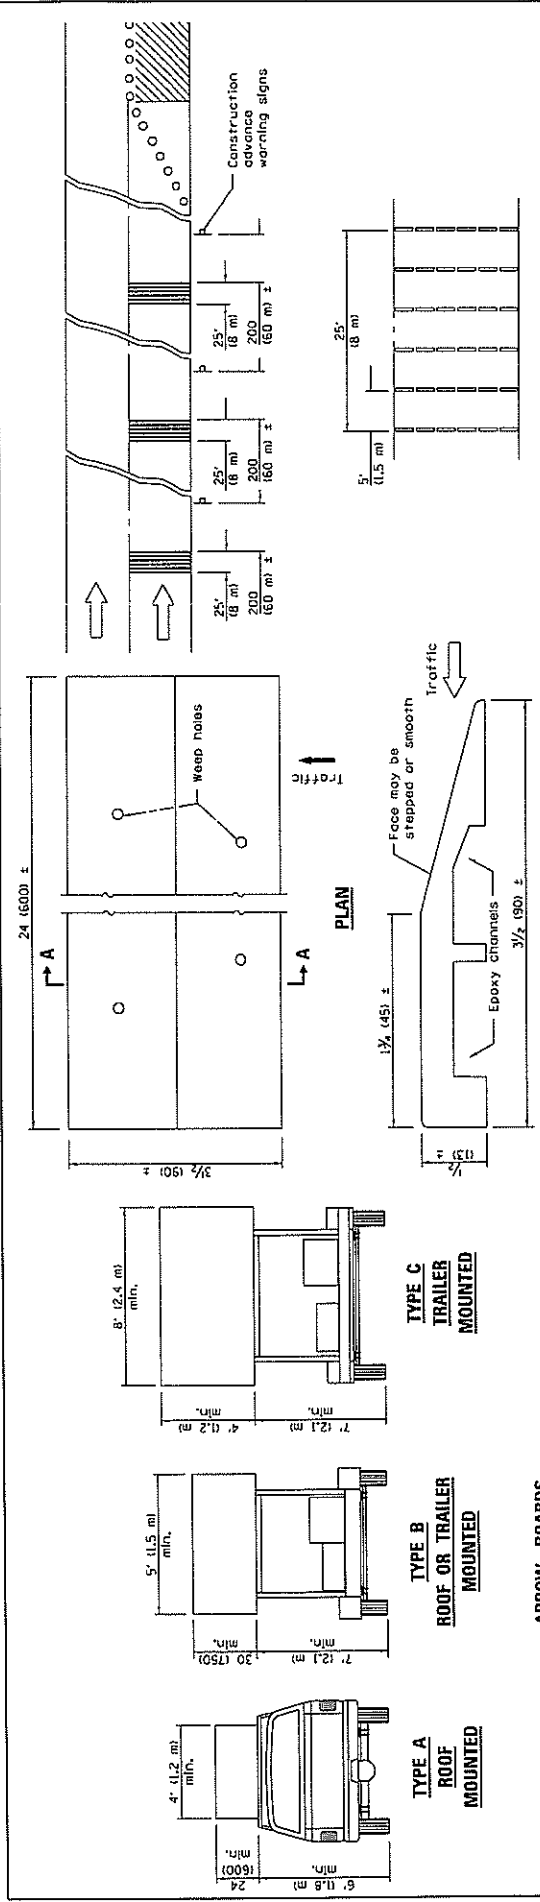 4' (1.2 m)
min.
24
(600)
min.
6' (1.8 m)
min.
TYPE A
ROOF
MOUNTED
5' (1.5 m)
min.
30 (750)
min.
7' (2.1 m)
min.
TYPE B
ROOF OR TRAILER
MOUNTED
8' (2.4 m)
min.
4' (1.2 m)
min.
7' (2.1 m)
min.
TYPE C
TRAILER
MOUNTED
ARROW BOARDS
24 (600) ±
3½ (90) ±
A
A
Weep holes
Traffic
PLAN
1¾ (45) ±
½
(13) ±
Face may be
stepped or smooth
Traffic
Epoxy channels
3½ (90) ±
25'
(8 m)
200
(60 m) ±
25'
(8 m)
200
(60 m) ±
25'
(8 m)
200
(60 m) ±
Construction
advance
warning signs
5'
(1.5 m)
25'
(8 m)